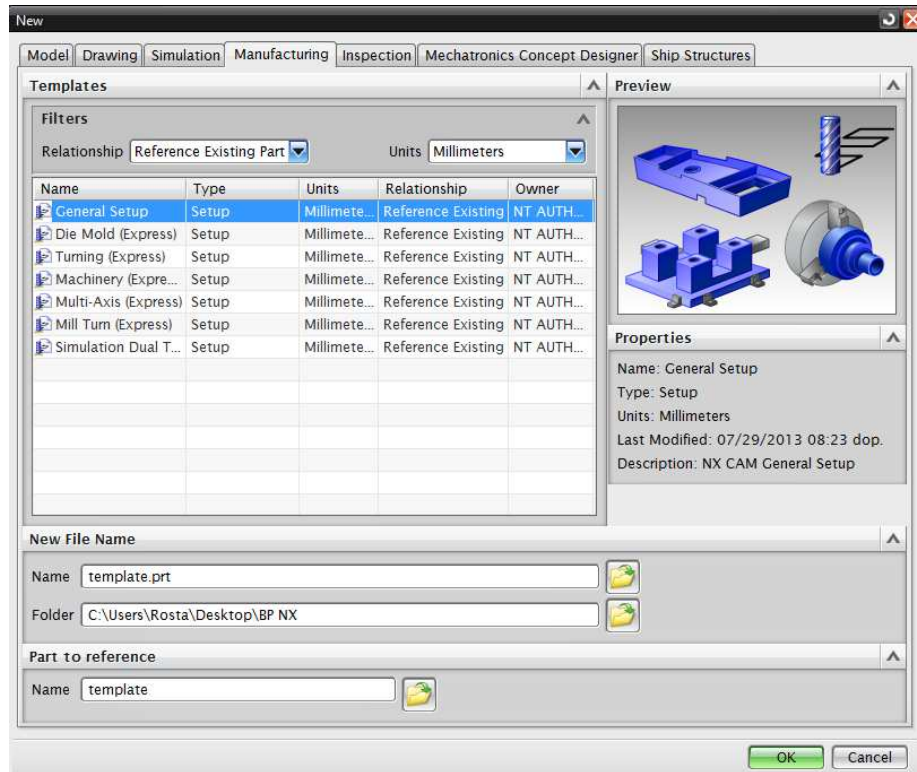 New
Model Drawing Simulation Manufacturing Inspection Mechatronics Concept Designer Ship Structures
Templates
Filters
Relationship Reference Existing Part Units Millimeters
Name Type Units Relationship Owner
General Setup Setup Millimete... Reference Existing NT AUTH...
Die Mold (Express) Setup Millimete... Reference Existing NT AUTH...
Turning (Express) Setup Millimete... Reference Existing NT AUTH...
Machinery (Expre... Setup Millimete... Reference Existing NT AUTH...
Multi-Axis (Express) Setup Millimete... Reference Existing NT AUTH...
Mill Turn (Express) Setup Millimete... Reference Existing NT AUTH...
Simulation Dual T... Setup Millimete... Reference Existing NT AUTH...
Preview
Properties
Name: General Setup
Type: Setup
Units: Millimeters
Last Modified: 07/29/2013 08:23 dop.
Description: NX CAM General Setup
New File Name
Name template.prt
Folder C:\Users\Rosta\Desktop\BP NX
Part to reference
Name template
OK Cancel